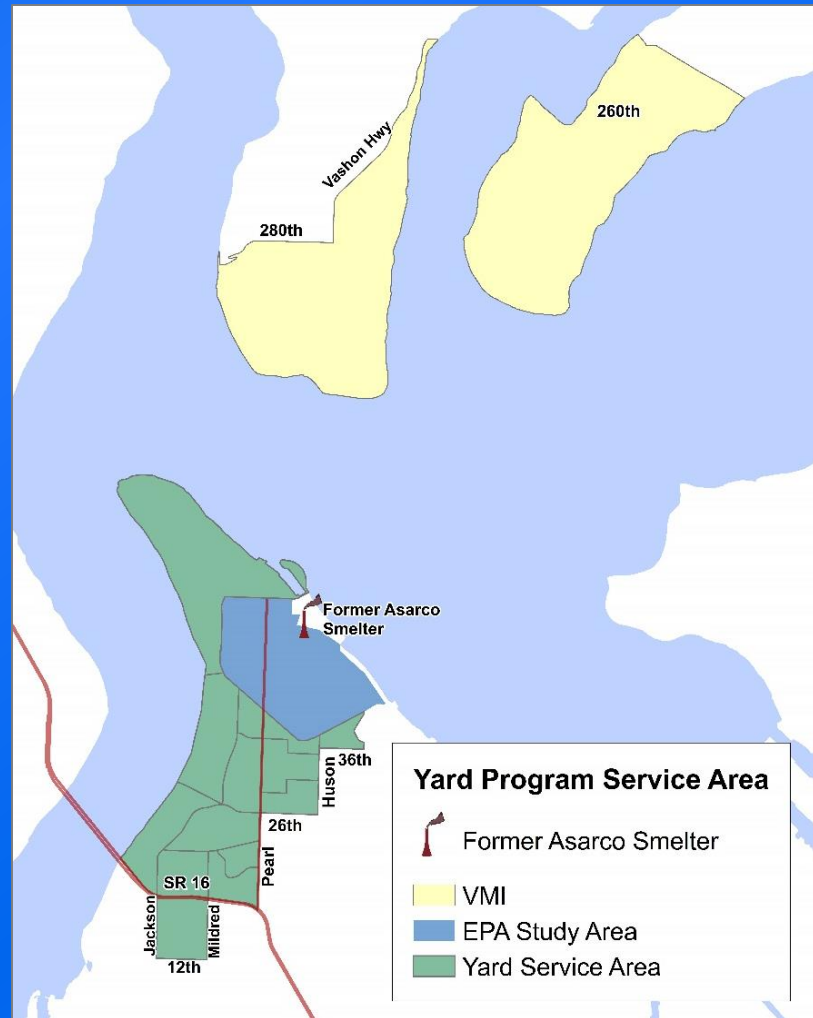 260th
Vashon Hwy
280th
Former Asarco
Smelter
36th
Huson
26th
Pearl
SR 16
Jackson
Mildred
12th
Yard Program Service Area
Former Asarco Smelter
VMI
EPA Study Area
Yard Service Area